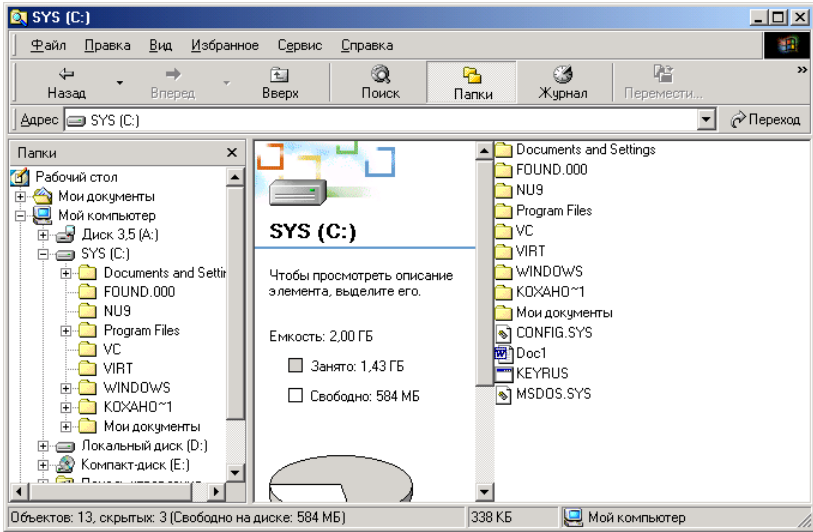 SYS (C:)
Файл Правка Вид Избранное Сервис Справка
Назад Вперед Вверх Поиск Папки Журнал Перемести... »
Адрес SYS (C:) Переход
Папки
Рабочий стол
Мои документы
Мой компьютер
Диск 3,5 (A:)
SYS (C:)
Documents and Settir
FOUND.000
NU9
Program Files
VC
VIRT
WINDOWS
KOXAHO~1
Мои документы
Локальный диск (D:)
Компакт-диск (E:)
SYS (C:)
Чтобы просмотреть описание
элемента, выделите его.
Емкость: 2,00 ГБ
Занято: 1,43 ГБ
Свободно: 584 МБ
Documents and Settings
FOUND.000
NU9
Program Files
VC
VIRT
WINDOWS
KOXAHO~1
Мои документы
CONFIG.SYS
Doc1
KEYRUS
MSDOS.SYS
Объектов: 13, скрытых: 3 (Свободно на диске: 584 МБ) 338 КБ Мой компьютер